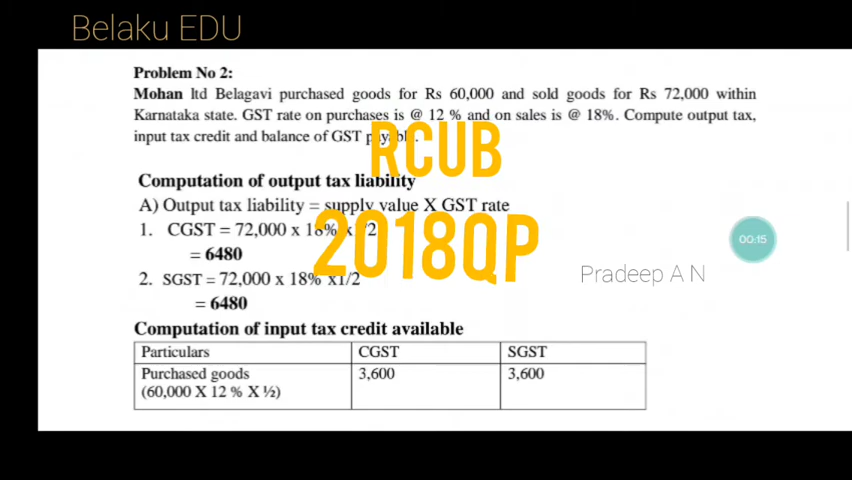 Belaku EDU
Problem No 2:
Mohan ltd Belagavi purchased goods for Rs 60,000 and sold goods for Rs 72,000 within
Karnataka state. GST rate on purchases is @ 12 % and on sales is @ 18%. Compute output tax,
input tax credit and balance of GST payable.
RCUB
Computation of output tax liability
A) Output tax liability = supply value X GST rate
1. CGST = 72,000 x 18% x 1/2
= 6480
2018QP
00:15
Pradeep A N
2. SGST = 72,000 x 18% x1/2
= 6480
Computation of input tax credit available
Particulars CGST SGST
Purchased goods 3,600 3,600
(60,000 X 12 % X ½)